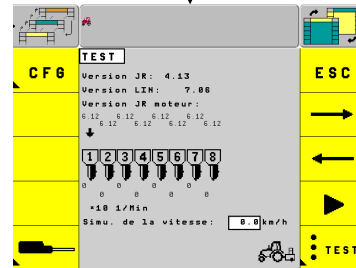 TEST
CFG
ESC
Version JR: 4.13
Version LIN: 7.06
Version JR moteur:
6.12 6.12 6.12 6.12
6.12 6.12 6.12 6.12
1 2 3 4 5 6 7 8
0 0 0 0
0 0 0 0
*10 1/Min
Simu. de la vitesse: 0.0 km/h
TEST